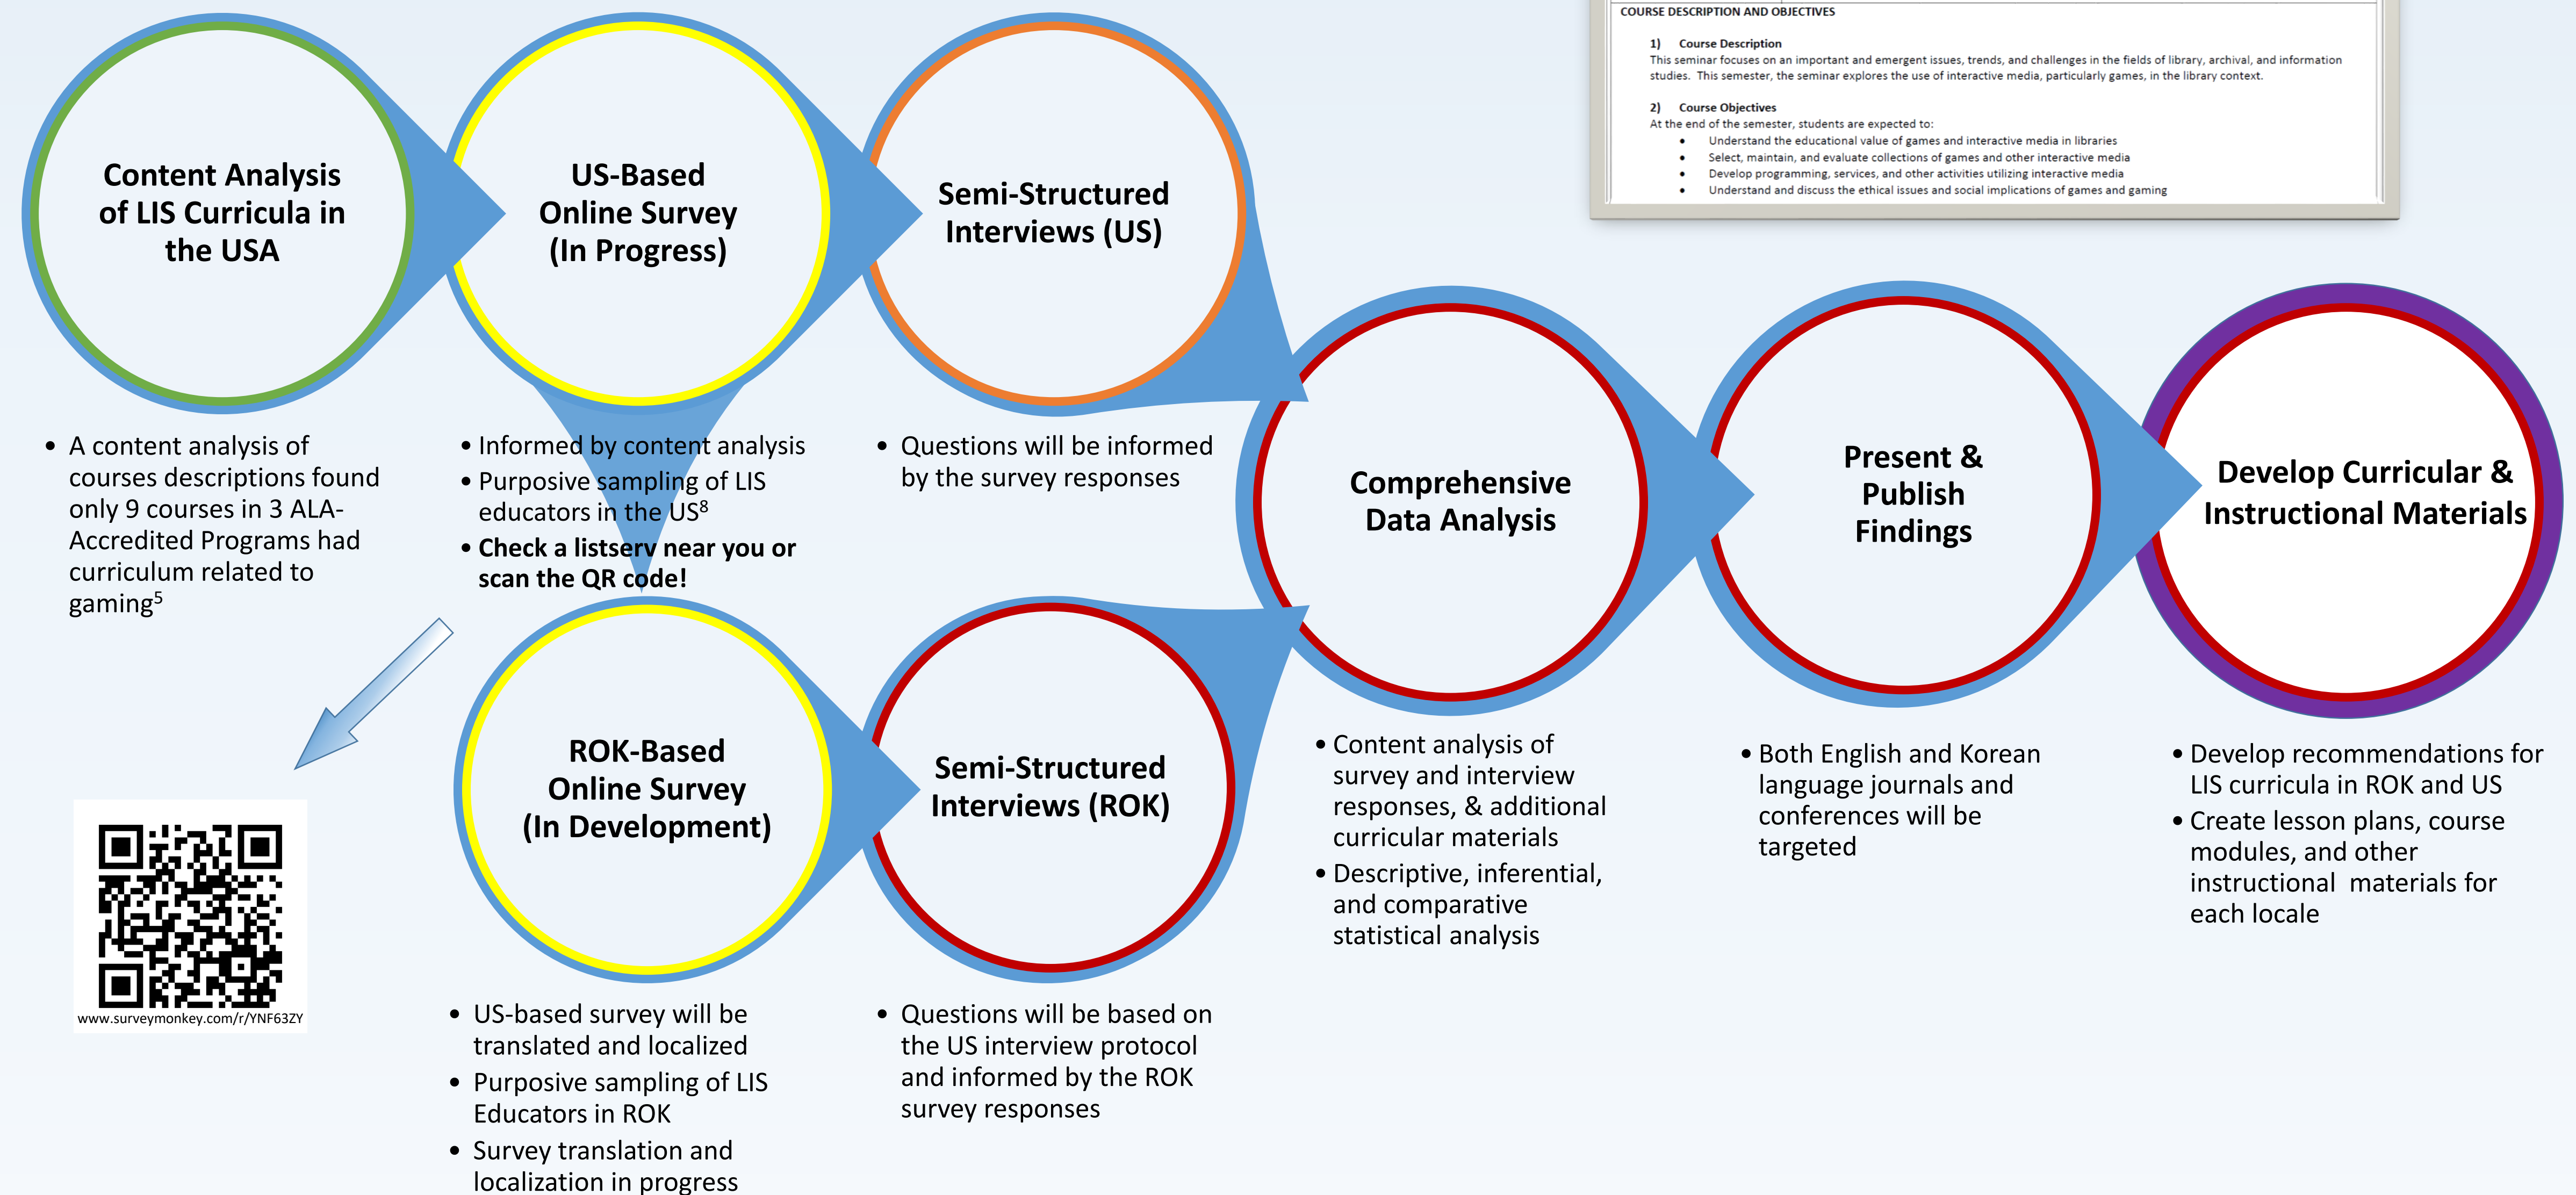 COURSE DESCRIPTION AND OBJECTIVES
1) Course Description
This seminar focuses on an important and emergent issues, trends, and challenges in the fields of library, archival, and information
studies. This semester, the seminar explores the use of interactive media, particularly games, in the library context.
2) Course Objectives
At the end of the semester, students are expected to:
• Understand the educational value of games and interactive media in libraries
• Select, maintain, and evaluate collections of games and other interactive media
• Develop programming, services, and other activities utilizing interactive media
• Understand and discuss the ethical issues and social implications of games and gaming
Content Analysis
of LIS Curricula in
the USA
• A content analysis of
courses descriptions found
only 9 courses in 3 ALA-
Accredited Programs had
curriculum related to
gaming⁵
US-Based
Online Survey
(In Progress)
• Informed by content analysis
• Purposive sampling of LIS
educators in the US⁸
• Check a listserv near you or
scan the QR code!
Semi-Structured
Interviews (US)
• Questions will be informed
by the survey responses
www.surveymonkey.com/r/YNF63ZY
ROK-Based
Online Survey
(In Development)
• US-based survey will be
translated and localized
• Purposive sampling of LIS
Educators in ROK
• Survey translation and
localization in progress
Semi-Structured
Interviews (ROK)
• Questions will be based on
the US interview protocol
and informed by the ROK
survey responses
Comprehensive
Data Analysis
• Content analysis of
survey and interview
responses, & additional
curricular materials
• Descriptive, inferential,
and comparative
statistical analysis
Present &
Publish
Findings
• Both English and Korean
language journals and
conferences will be
targeted
Develop Curricular &
Instructional Materials
• Develop recommendations for
LIS curricula in ROK and US
• Create lesson plans, course
modules, and other
instructional materials for
each locale